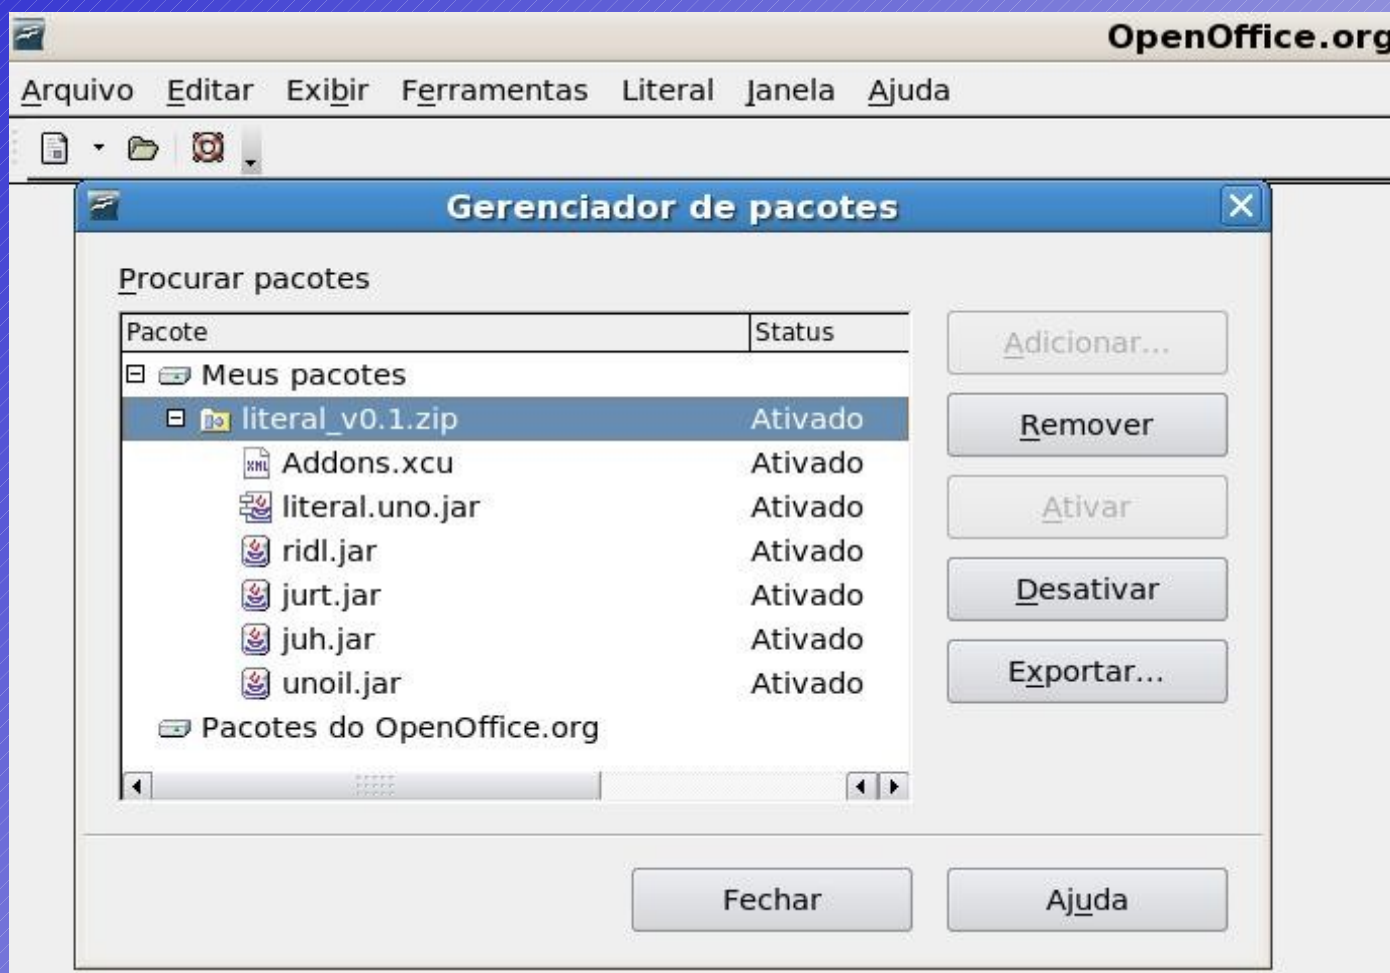 OpenOffice.org
Arquivo Editar Exibir Ferramentas Literal Janela Ajuda
Gerenciador de pacotes
Procurar pacotes
Pacote Status
Adicionar...
Meus pacotes
literal_v0.1.zip Ativado
Remover
Addons.xcu Ativado
literal.uno.jar Ativado
Ativar
ridl.jar Ativado
jurt.jar Ativado
Desativar
juh.jar Ativado
unoil.jar Ativado
Exportar...
Pacotes do OpenOffice.org
Fechar Ajuda